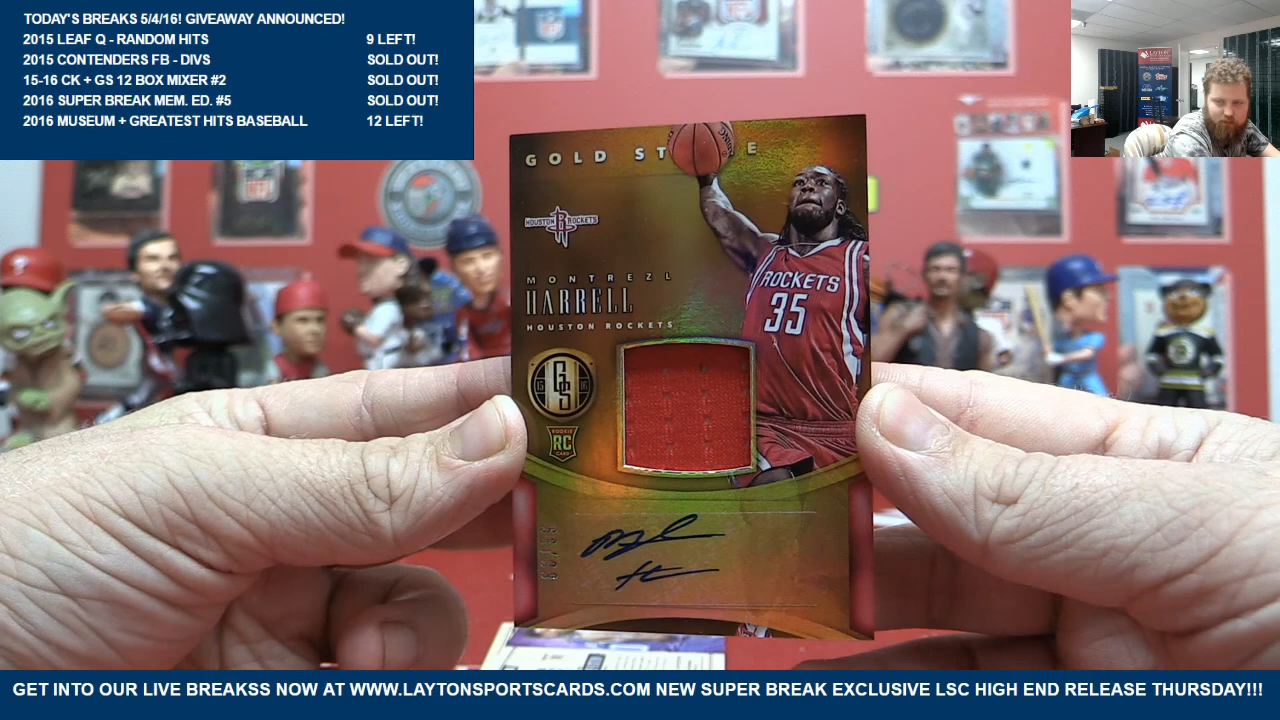 TODAY'S BREAKS 5/4/16! GIVEAWAY ANNOUNCED!
2015 LEAF Q - RANDOM HITS 9 LEFT!
2015 CONTENDERS FB - DIVS SOLD OUT!
15-16 CK + GS 12 BOX MIXER #2 SOLD OUT!
2016 SUPER BREAK MEM. ED. #5 SOLD OUT!
2016 MUSEUM + GREATEST HITS BASEBALL 12 LEFT!
GOLD ST E
HOUSTON ROCKETS
MONTREZL
HARRELL
HOUSTON ROCKETS
ROCKETS
35
15 GS 16
ROOKIE
RC
CARD
GET INTO OUR LIVE BREAKSS NOW AT WWW.LAYTONSPORTSCARDS.COM NEW SUPER BREAK EXCLUSIVE LSC HIGH END RELEASE THURSDAY!!!